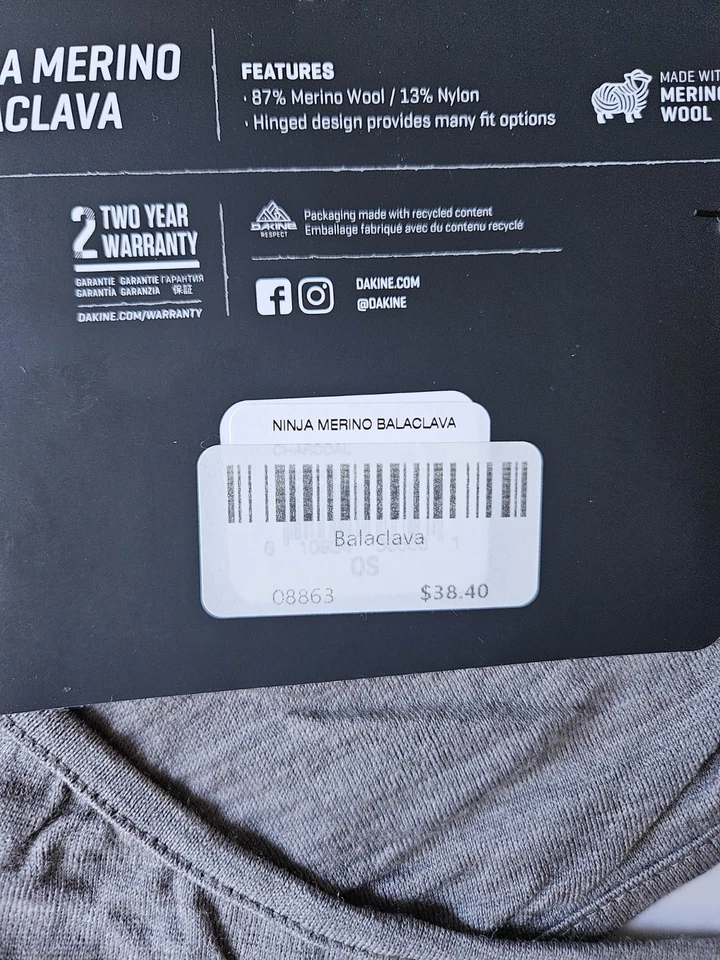 A MERINO
ACLAVA
FEATURES
· 87% Merino Wool / 13% Nylon
· Hinged design provides many fit options
MADE WIT
MERINO
WOOL
2 TWO YEAR
WARRANTY
GARANTIE GARANTIE ГАРАНТИЯ
GARANTÍA GARANZIA 保証
DAKINE.COM/WARRANTY
DAKINE
RESPECT
Packaging made with recycled content
Emballage fabriqué avec du contenu recyclé
DAKINE.COM
@DAKINE
NINJA MERINO BALACLAVA
CHARCOAL
Balaclava
OS
08863 $38.40